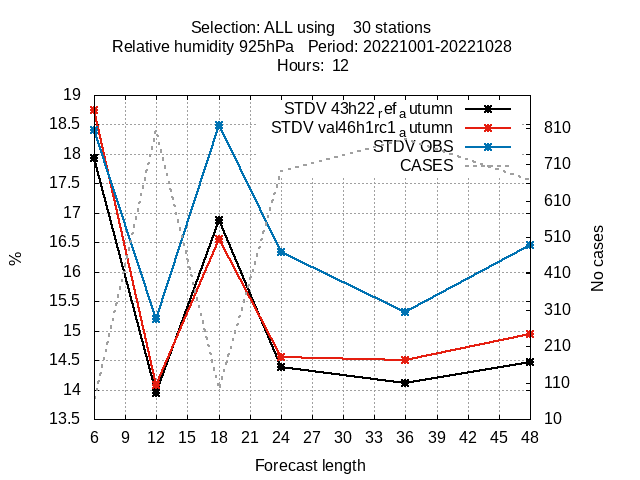 Selection: ALL using    30 stations
Relative humidity 925hPa   Period: 20221001-20221028
Hours:  12
STDV 43h22refautumn
STDV val46h1rc1autumn
STDV OBS
CASES
19
18.5
18
17.5
17
16.5
16
15.5
15
14.5
14
13.5
%
810
710
610
510
410
310
210
110
10
No cases
6 9 12 15 18 21 24 27 30 33 36 39 42 45 48
Forecast length